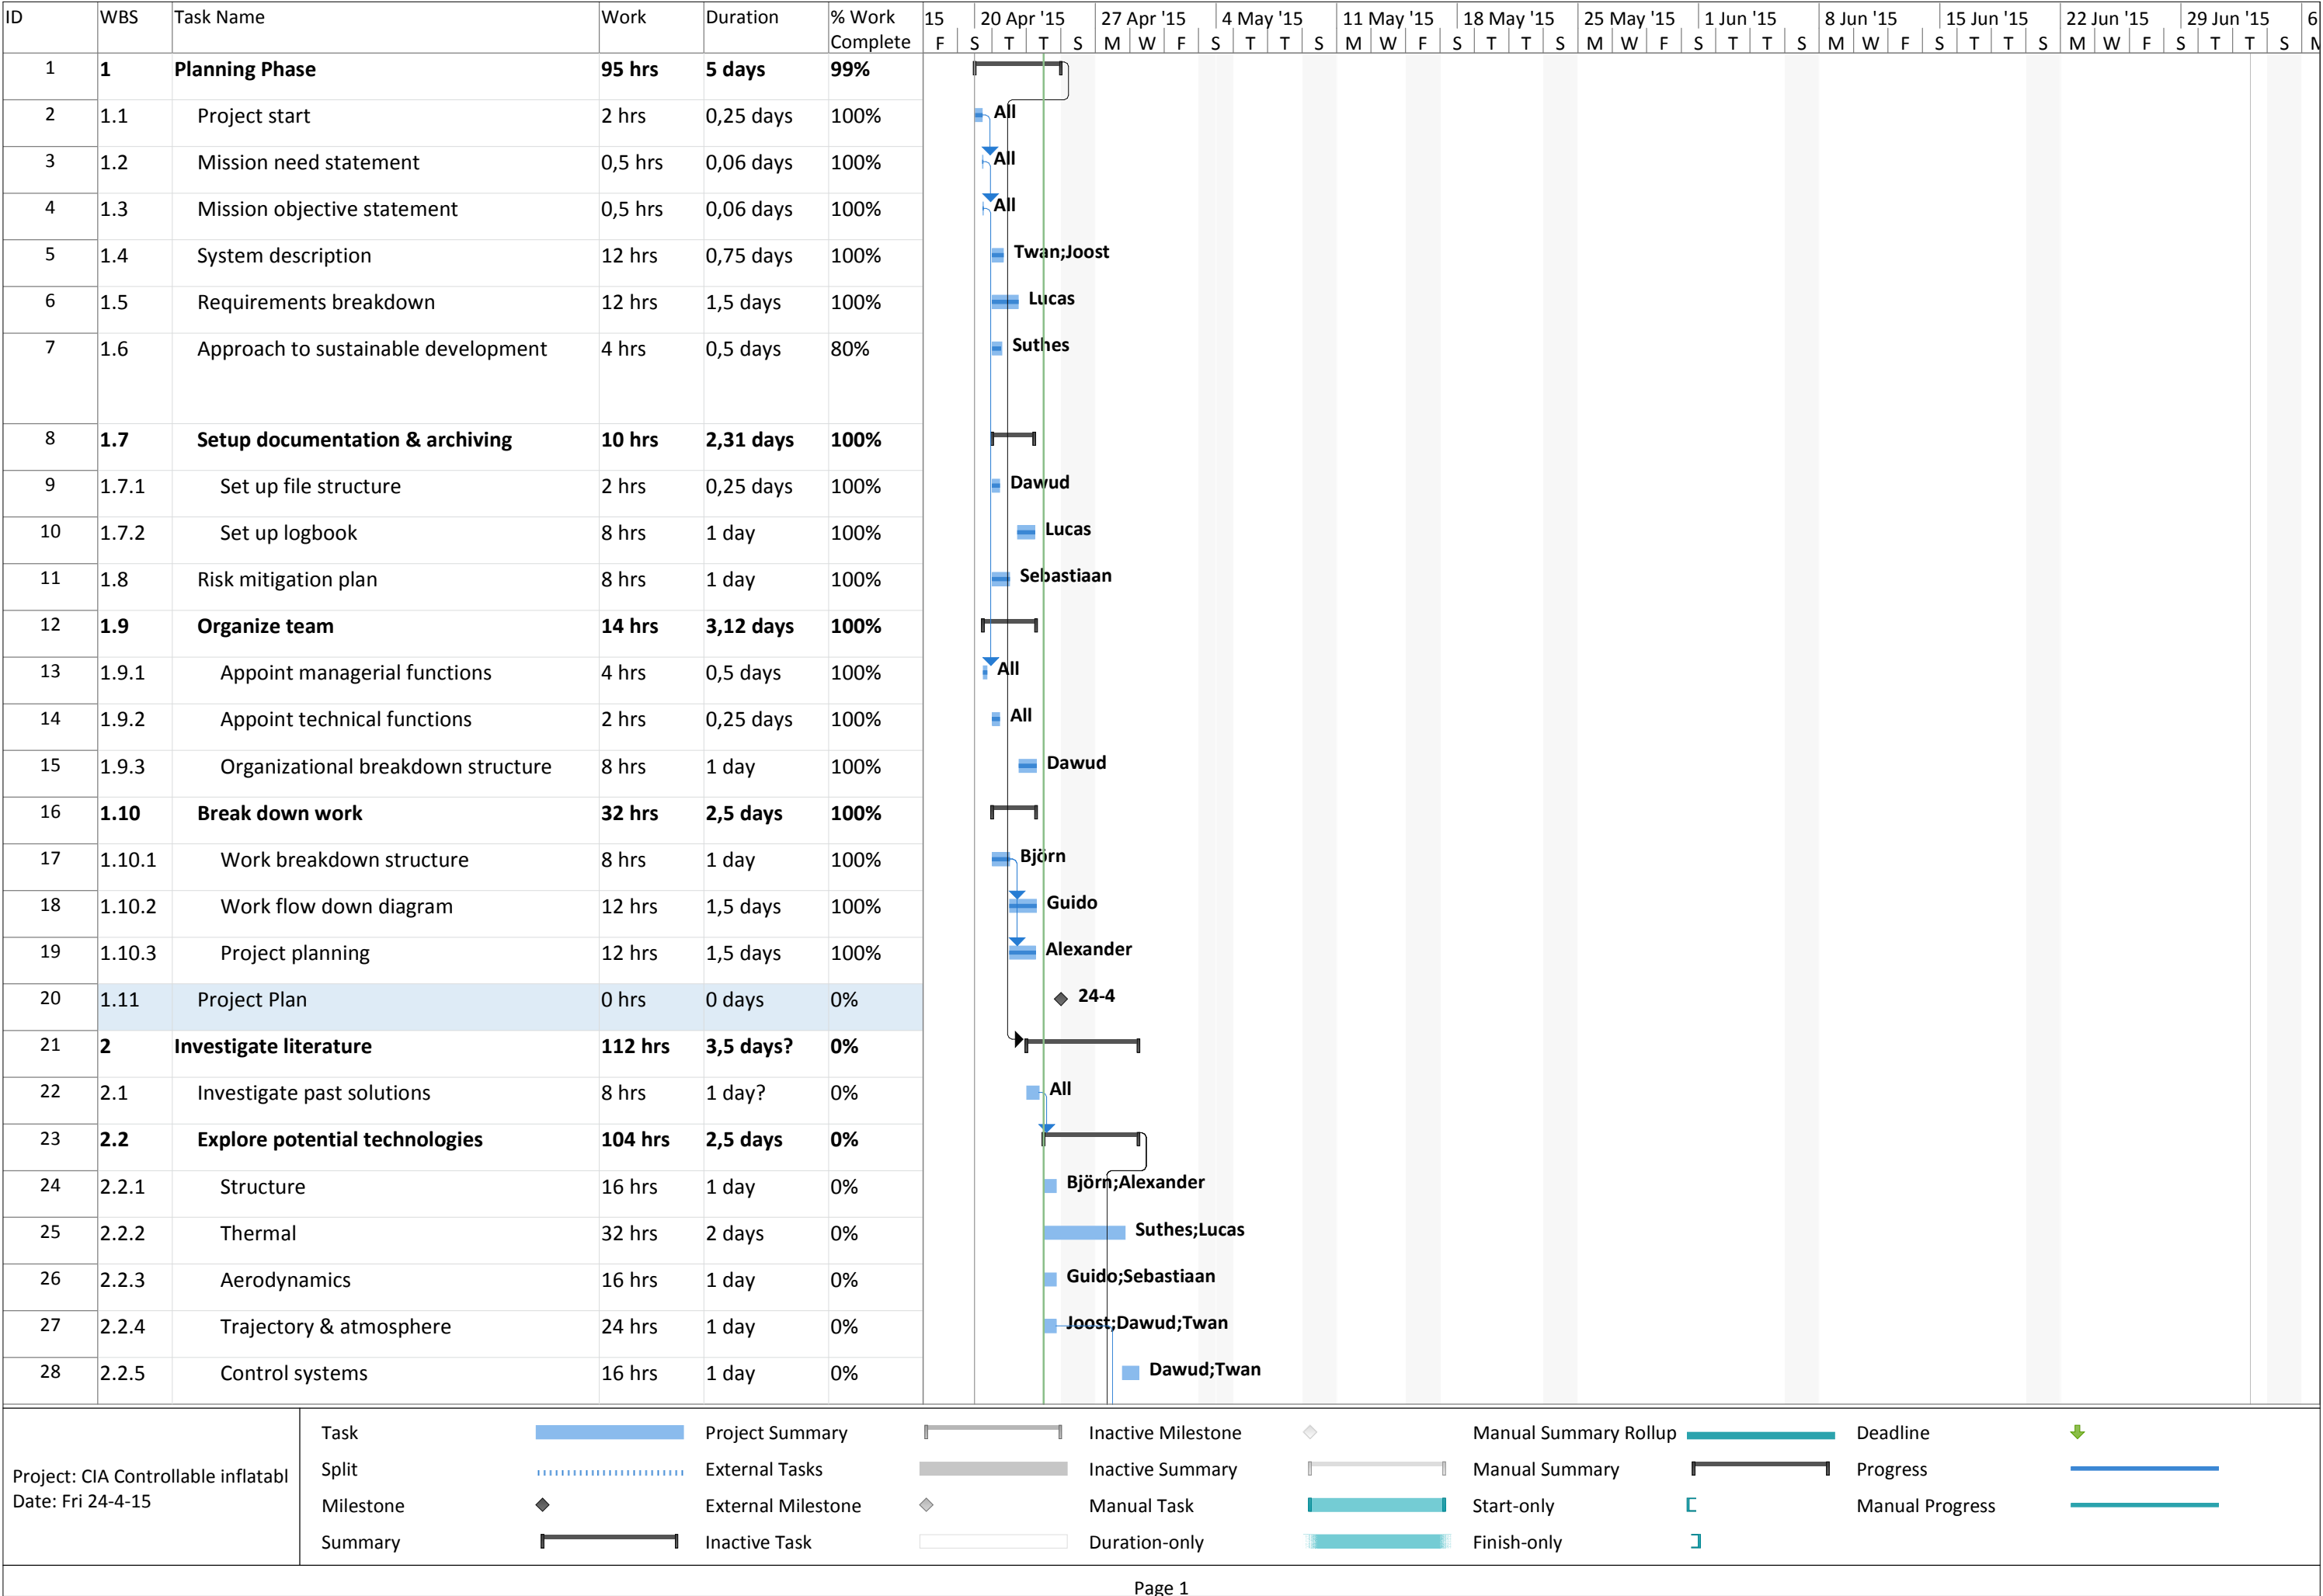 ID WBS Task Name Work Duration % Work Complete 15 20 Apr '15 27 Apr '15 4 May '15 11 May '15 18 May '15 25 May '15 1 Jun '15 8 Jun '15 15 Jun '15 22 Jun '15 29 Jun '15 6
F S T T S M W F S T T S M W F S T T S M W F S T T S M W F S T T S M W F S T T S
1 1 Planning Phase 95 hrs 5 days 99%
2 1.1 Project start 2 hrs 0,25 days 100% All
3 1.2 Mission need statement 0,5 hrs 0,06 days 100% All
4 1.3 Mission objective statement 0,5 hrs 0,06 days 100% All
5 1.4 System description 12 hrs 0,75 days 100% Twan;Joost
6 1.5 Requirements breakdown 12 hrs 1,5 days 100% Lucas
7 1.6 Approach to sustainable development 4 hrs 0,5 days 80% Suthes
8 1.7 Setup documentation & archiving 10 hrs 2,31 days 100%
9 1.7.1 Set up file structure 2 hrs 0,25 days 100% Dawud
10 1.7.2 Set up logbook 8 hrs 1 day 100% Lucas
11 1.8 Risk mitigation plan 8 hrs 1 day 100% Sebastiaan
12 1.9 Organize team 14 hrs 3,12 days 100%
13 1.9.1 Appoint managerial functions 4 hrs 0,5 days 100% All
14 1.9.2 Appoint technical functions 2 hrs 0,25 days 100% All
15 1.9.3 Organizational breakdown structure 8 hrs 1 day 100% Dawud
16 1.10 Break down work 32 hrs 2,5 days 100%
17 1.10.1 Work breakdown structure 8 hrs 1 day 100% Björn
18 1.10.2 Work flow down diagram 12 hrs 1,5 days 100% Guido
19 1.10.3 Project planning 12 hrs 1,5 days 100% Alexander
20 1.11 Project Plan 0 hrs 0 days 0% 24-4
21 2 Investigate literature 112 hrs 3,5 days? 0%
22 2.1 Investigate past solutions 8 hrs 1 day? 0% All
23 2.2 Explore potential technologies 104 hrs 2,5 days 0%
24 2.2.1 Structure 16 hrs 1 day 0% Björn;Alexander
25 2.2.2 Thermal 32 hrs 2 days 0% Suthes;Lucas
26 2.2.3 Aerodynamics 16 hrs 1 day 0% Guido;Sebastiaan
27 2.2.4 Trajectory & atmosphere 24 hrs 1 day 0% Joost;Dawud;Twan
28 2.2.5 Control systems 16 hrs 1 day 0% Dawud;Twan
Project: CIA Controllable inflatabl
Date: Fri 24-4-15
Task Project Summary Inactive Milestone Manual Summary Rollup Deadline
Split External Tasks Inactive Summary Manual Summary Progress
Milestone External Milestone Manual Task Start-only Manual Progress
Summary Inactive Task Duration-only Finish-only
Page 1